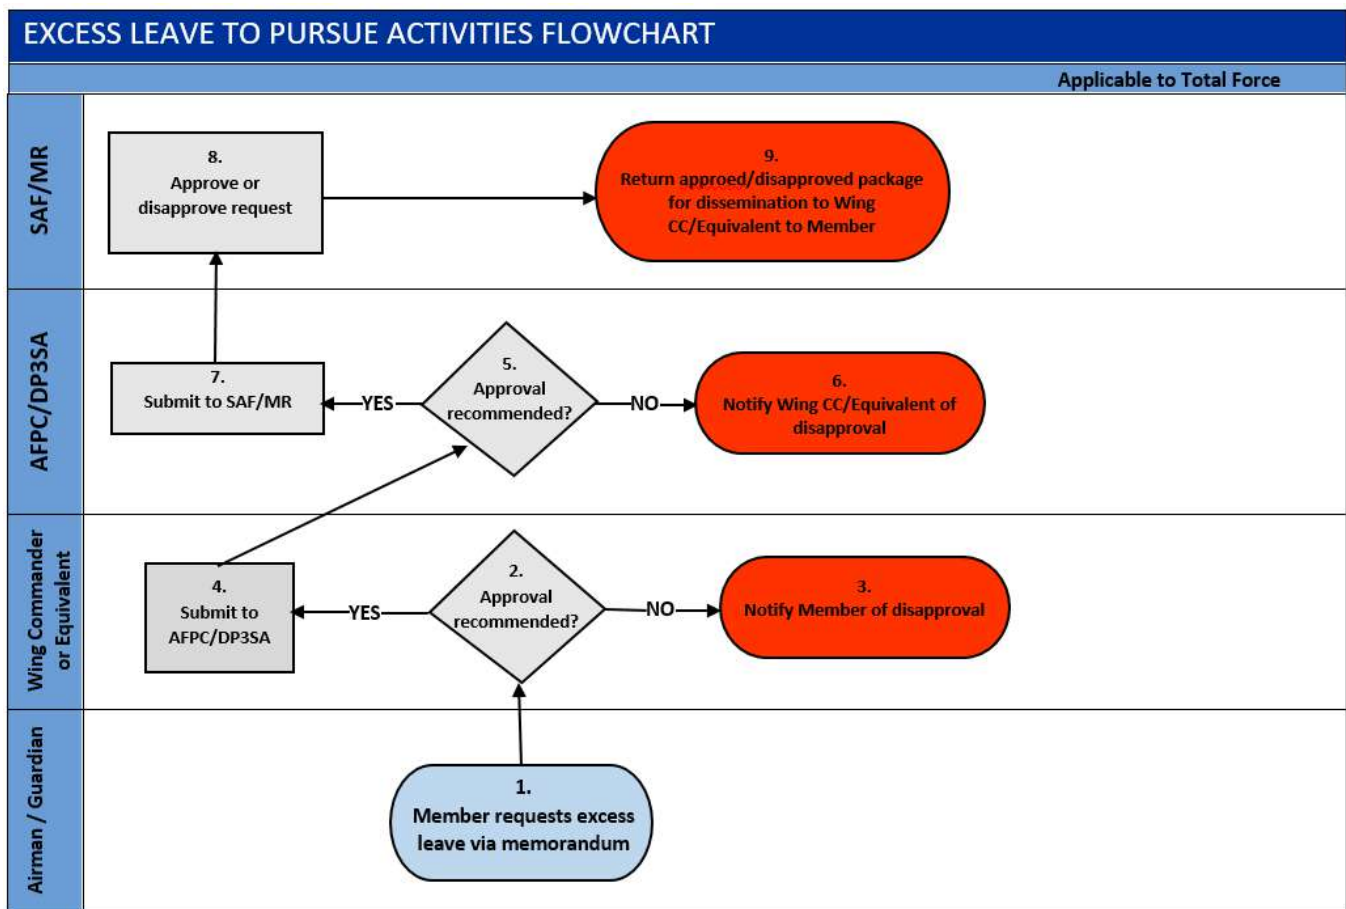 EXCESS LEAVE TO PURSUE ACTIVITIES FLOWCHART
Applicable to Total Force
SAF/MR
8.
Approve or
disapprove request
9.
Return approed/disapproved package
for dissemination to Wing
CC/Equivalent to Member
AFPC/DP3SA
7.
Submit to SAF/MR
YES
5.
Approval
recommended?
NO
6.
Notify Wing CC/Equivalent of
disapproval
Wing Commander
or Equivalent
4.
Submit to
AFPC/DP3SA
YES
2.
Approval
recommended?
NO
3.
Notify Member of disapproval
Airman / Guardian
1.
Member requests excess
leave via memorandum